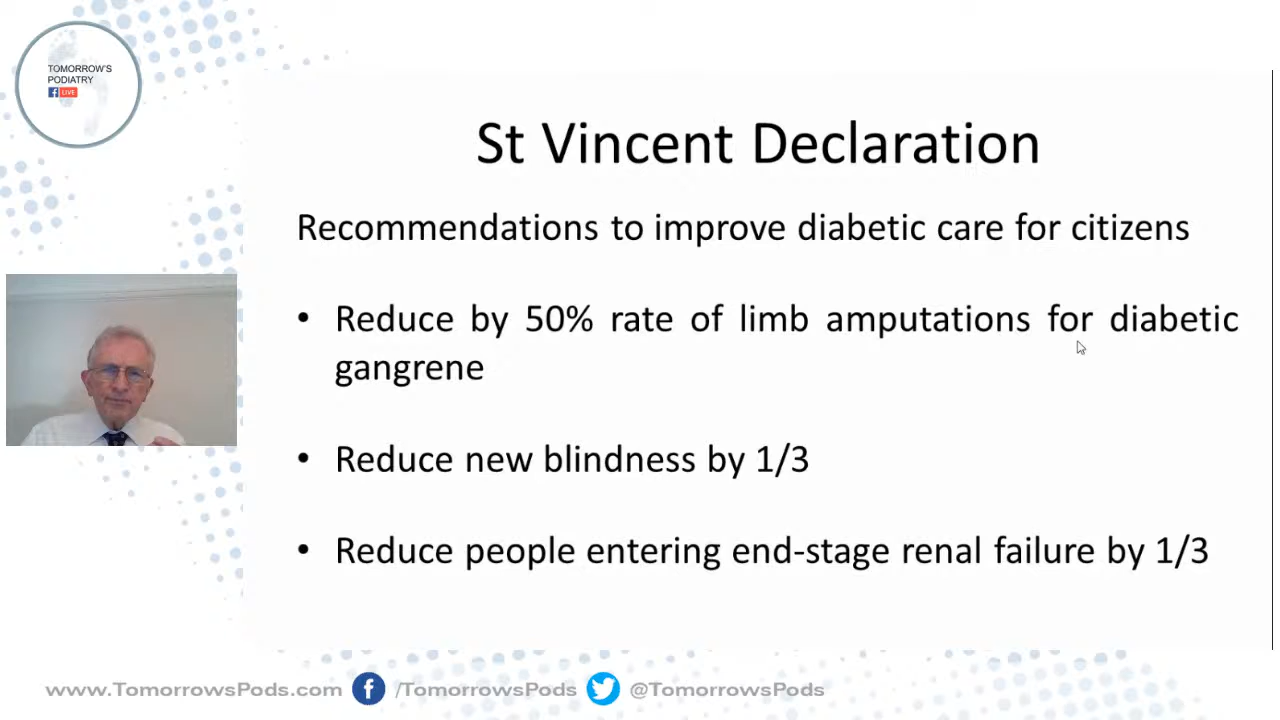 TOMORROW'S
PODIATRY
f LIVE
St Vincent Declaration
Recommendations to improve diabetic care for citizens
• Reduce by 50% rate of limb amputations for diabetic
gangrene
• Reduce new blindness by 1/3
• Reduce people entering end-stage renal failure by 1/3
www.TomorrowsPods.com f /TomorrowsPods @TomorrowsPods